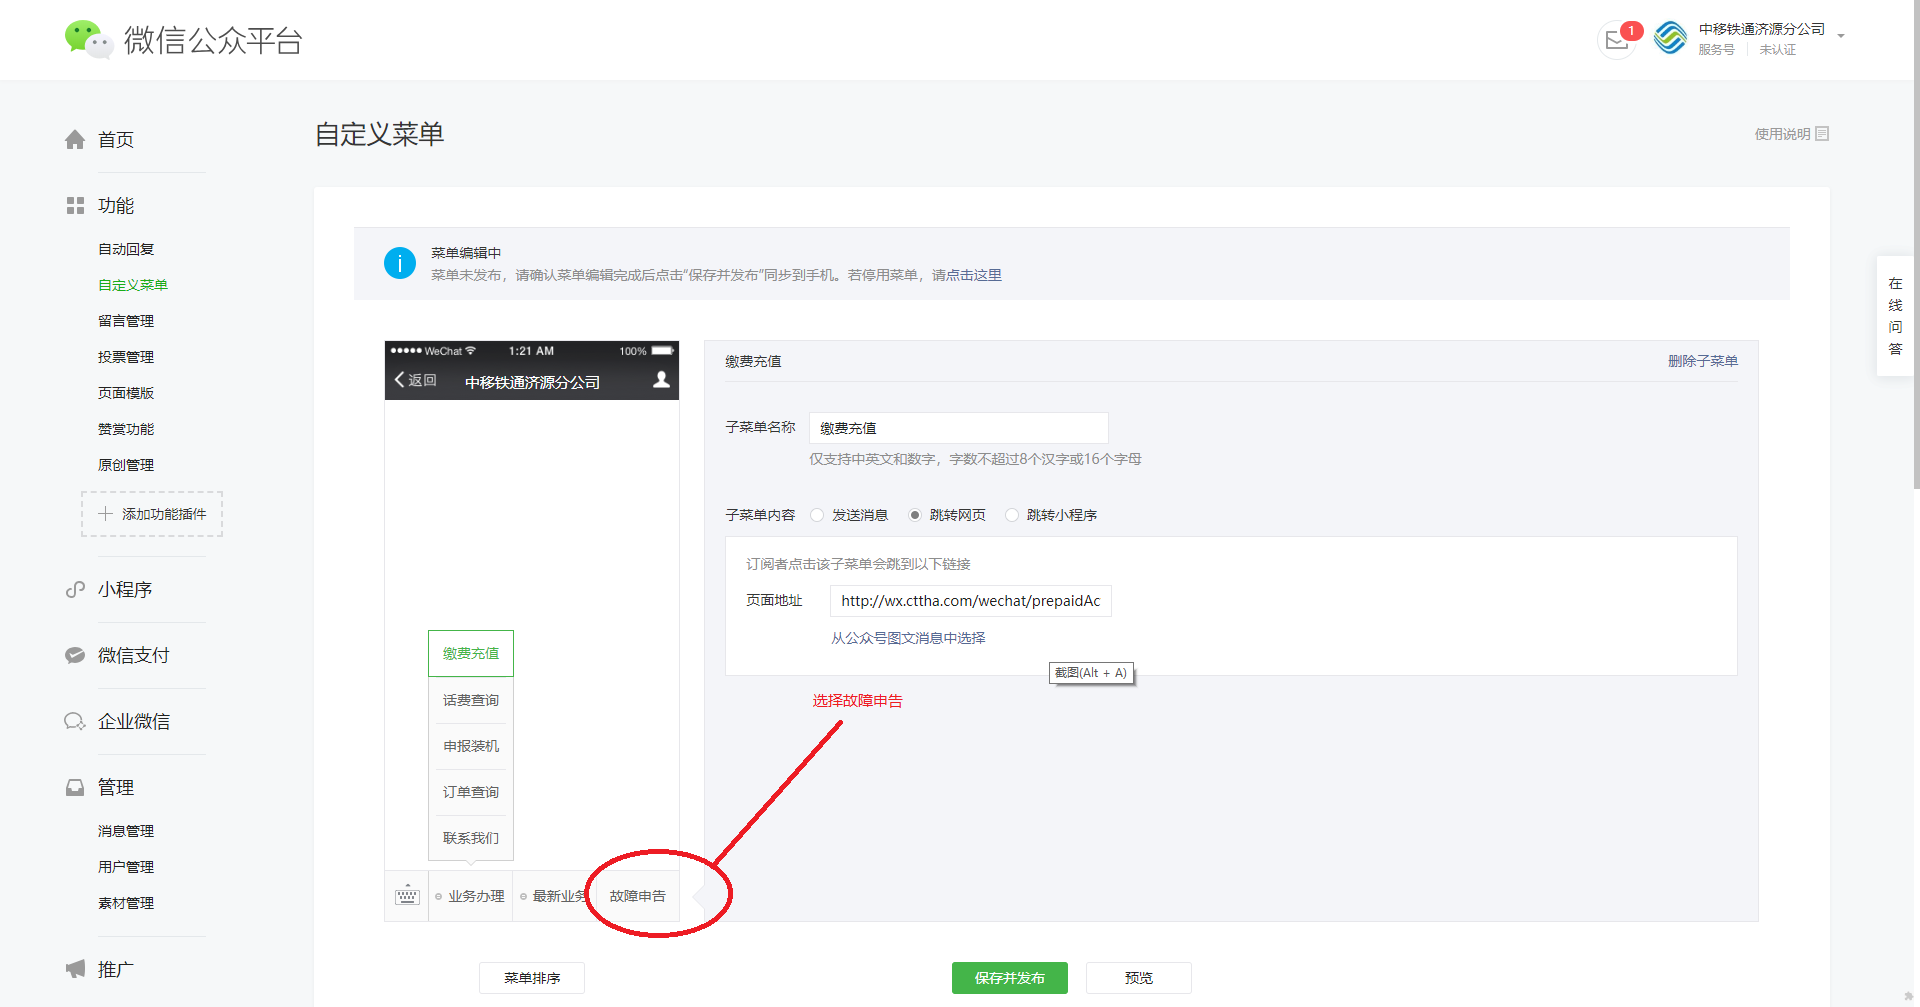 微信公众平台
1
中移铁通济源分公司
服务号 未认证
首页
功能
自动回复
自定义菜单
留言管理
投票管理
页面模版
赞赏功能
原创管理
添加功能插件
小程序
微信支付
企业微信
管理
消息管理
用户管理
素材管理
推广
自定义菜单
使用说明
菜单编辑中
菜单未发布，请确认菜单编辑完成后点击“保存并发布”同步到手机。若停用菜单，请点击这里
WeChat 1:21 AM 100%
返回 中移铁通济源分公司
缴费充值
话费查询
申报装机
订单查询
联系我们
业务办理 最新业务 故障申告
缴费充值 删除子菜单
子菜单名称 缴费充值
仅支持中英文和数字，字数不超过8个汉字或16个字母
子菜单内容 发送消息 跳转网页 跳转小程序
订阅者点击该子菜单会跳到以下链接
页面地址 http://wx.cttha.com/wechat/prepaidAc
从公众号图文消息中选择
截图(Alt + A)
选择故障申告
菜单排序 保存并发布 预览
在
线
问
答